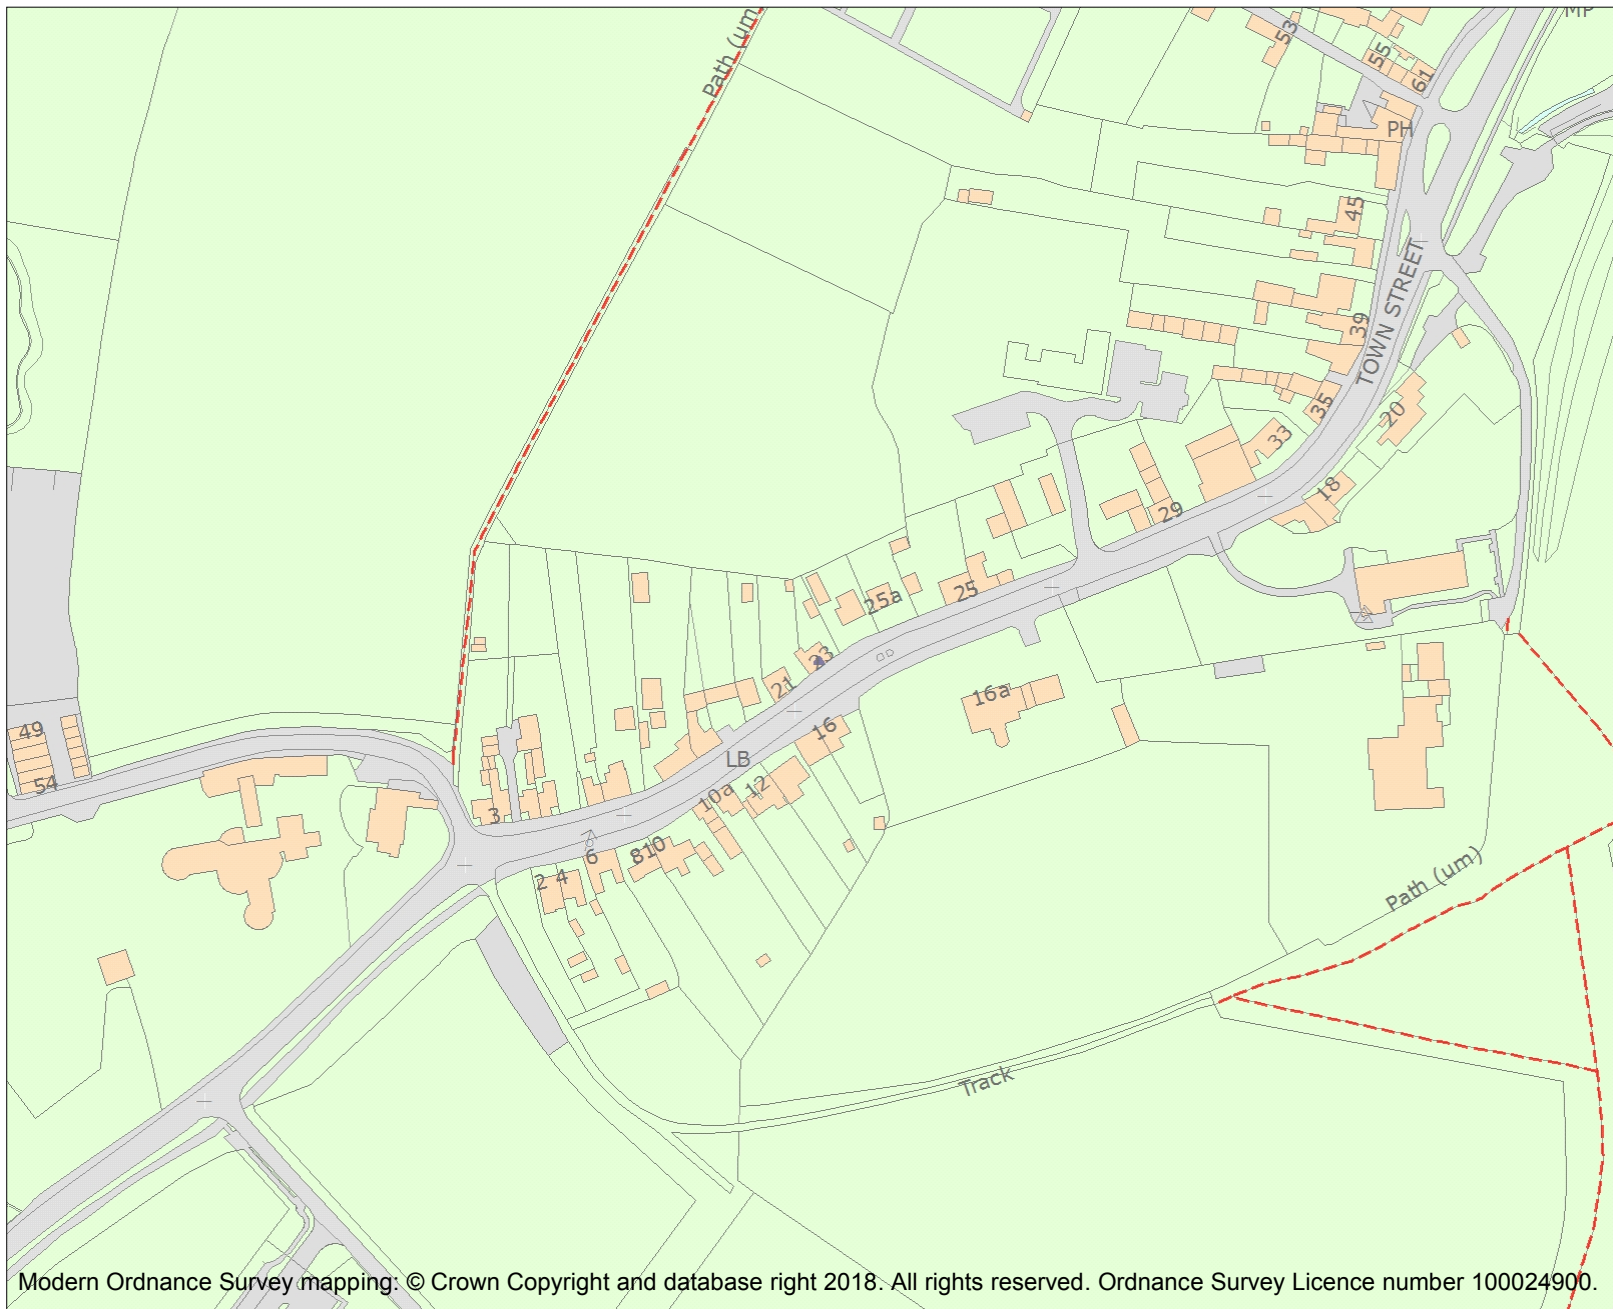 MP
Path (um
53
55
61
PH
45
TOWN STREET
39
35
20
33
18
29
25
25a
23
21
16a
16
LB
12
10a
49
54
3
6
810
2 4
Path (um)
Track
Modern Ordnance Survey mapping: © Crown Copyright and database right 2018. All rights reserved. Ordnance Survey Licence number 100024900.